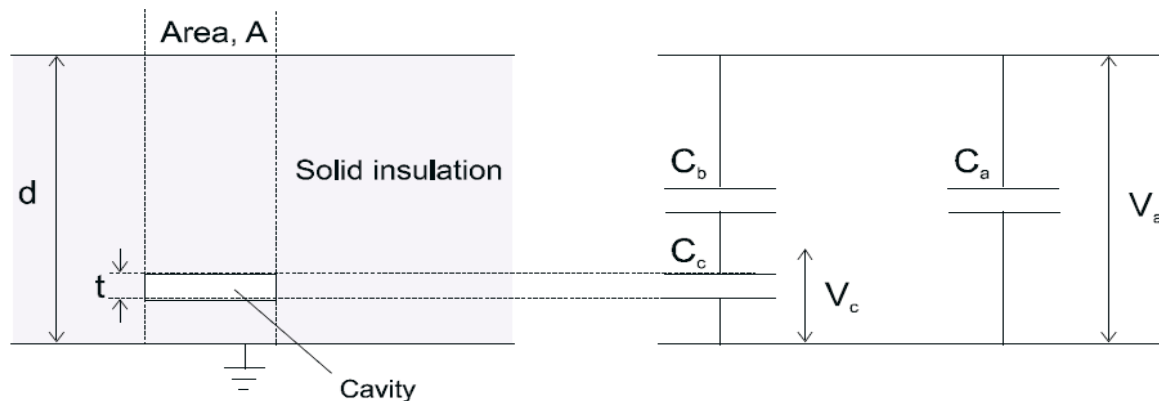 Area, A
Solid insulation
d
t
Cavity
C_b
C_a
C_c
V_c
V_a